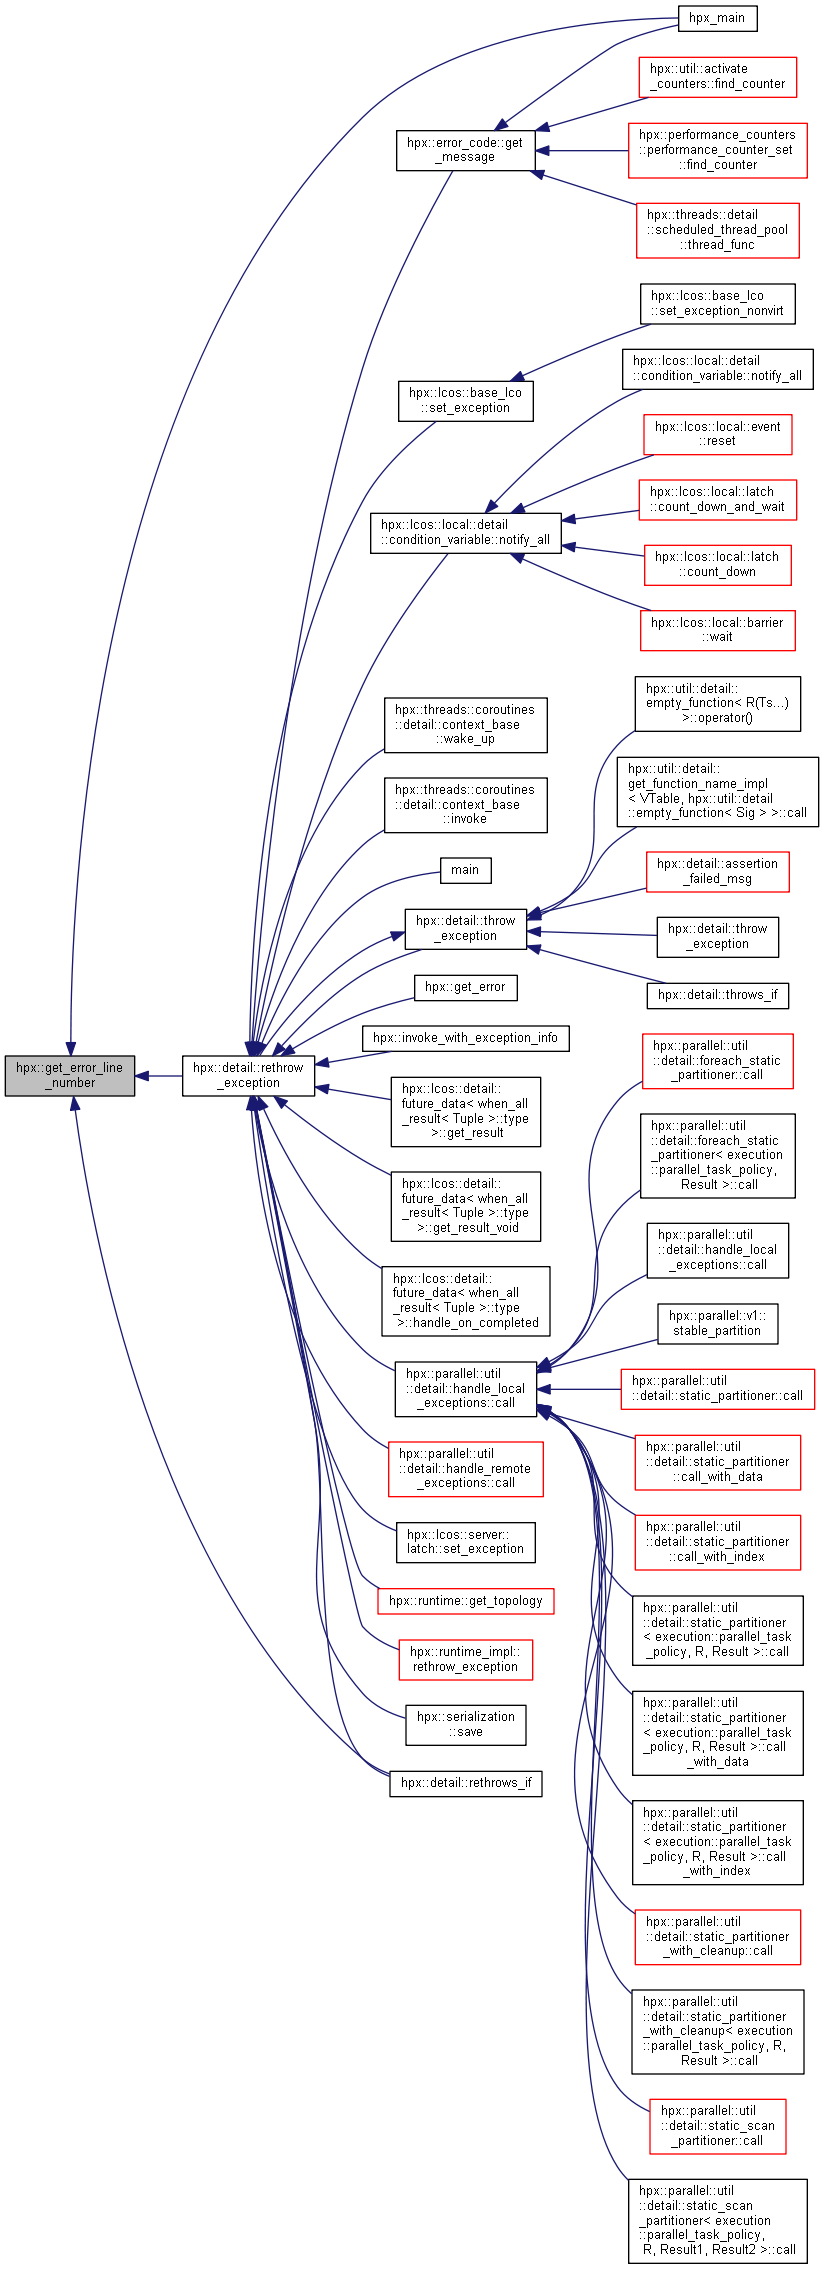 hpx_main
hpx::util::activate
_counters::find_counter
hpx::error_code::get
_message
hpx::performance_counters
::performance_counter_set
::find_counter
hpx::threads::detail
::scheduled_thread_pool
::thread_func
hpx::lcos::base_lco
::set_exception_nonvirt
hpx::lcos::local::detail
::condition_variable::notify_all
hpx::lcos::base_lco
::set_exception
hpx::lcos::local::event
::reset
hpx::lcos::local::latch
::count_down_and_wait
hpx::lcos::local::detail
::condition_variable::notify_all
hpx::lcos::local::latch
::count_down
hpx::lcos::local::barrier
::wait
hpx::util::detail::
empty_function< R(Ts...)
>::operator()
hpx::threads::coroutines
::detail::context_base
::wake_up
hpx::util::detail::
get_function_name_impl
< VTable, hpx::util::detail
::empty_function< Sig > >::call
hpx::threads::coroutines
::detail::context_base
::invoke
hpx::detail::assertion
_failed_msg
main
hpx::detail::throw
_exception
hpx::detail::throw
_exception
hpx::get_error
hpx::detail::throws_if
hpx::invoke_with_exception_info
hpx::get_error_line
_number
hpx::detail::rethrow
_exception
hpx::parallel::util
::detail::foreach_static
_partitioner::call
hpx::lcos::detail::
future_data< when_all
_result< Tuple >::type
>::get_result
hpx::parallel::util
::detail::foreach_static
_partitioner< execution
::parallel_task_policy,
Result >::call
hpx::lcos::detail::
future_data< when_all
_result< Tuple >::type
>::get_result_void
hpx::parallel::util
::detail::handle_local
_exceptions::call
hpx::lcos::detail::
future_data< when_all
_result< Tuple >::type
>::handle_on_completed
hpx::parallel::v1::
stable_partition
hpx::parallel::util
::detail::handle_local
_exceptions::call
hpx::parallel::util
::detail::static_partitioner::call
hpx::parallel::util
::detail::handle_remote
_exceptions::call
hpx::parallel::util
::detail::static_partitioner
::call_with_data
hpx::lcos::server::
latch::set_exception
hpx::parallel::util
::detail::static_partitioner
::call_with_index
hpx::runtime::get_topology
hpx::parallel::util
::detail::static_partitioner
< execution::parallel_task
_policy, R, Result >::call
hpx::runtime_impl::
rethrow_exception
hpx::serialization
::save
hpx::parallel::util
::detail::static_partitioner
< execution::parallel_task
_policy, R, Result >::call
_with_data
hpx::detail::rethrows_if
hpx::parallel::util
::detail::static_partitioner
< execution::parallel_task
_policy, R, Result >::call
_with_index
hpx::parallel::util
::detail::static_partitioner
_with_cleanup::call
hpx::parallel::util
::detail::static_partitioner
_with_cleanup< execution
::parallel_task_policy, R,
Result >::call
hpx::parallel::util
::detail::static_scan
_partitioner::call
hpx::parallel::util
::detail::static_scan
_partitioner< execution
::parallel_task_policy,
R, Result1, Result2 >::call